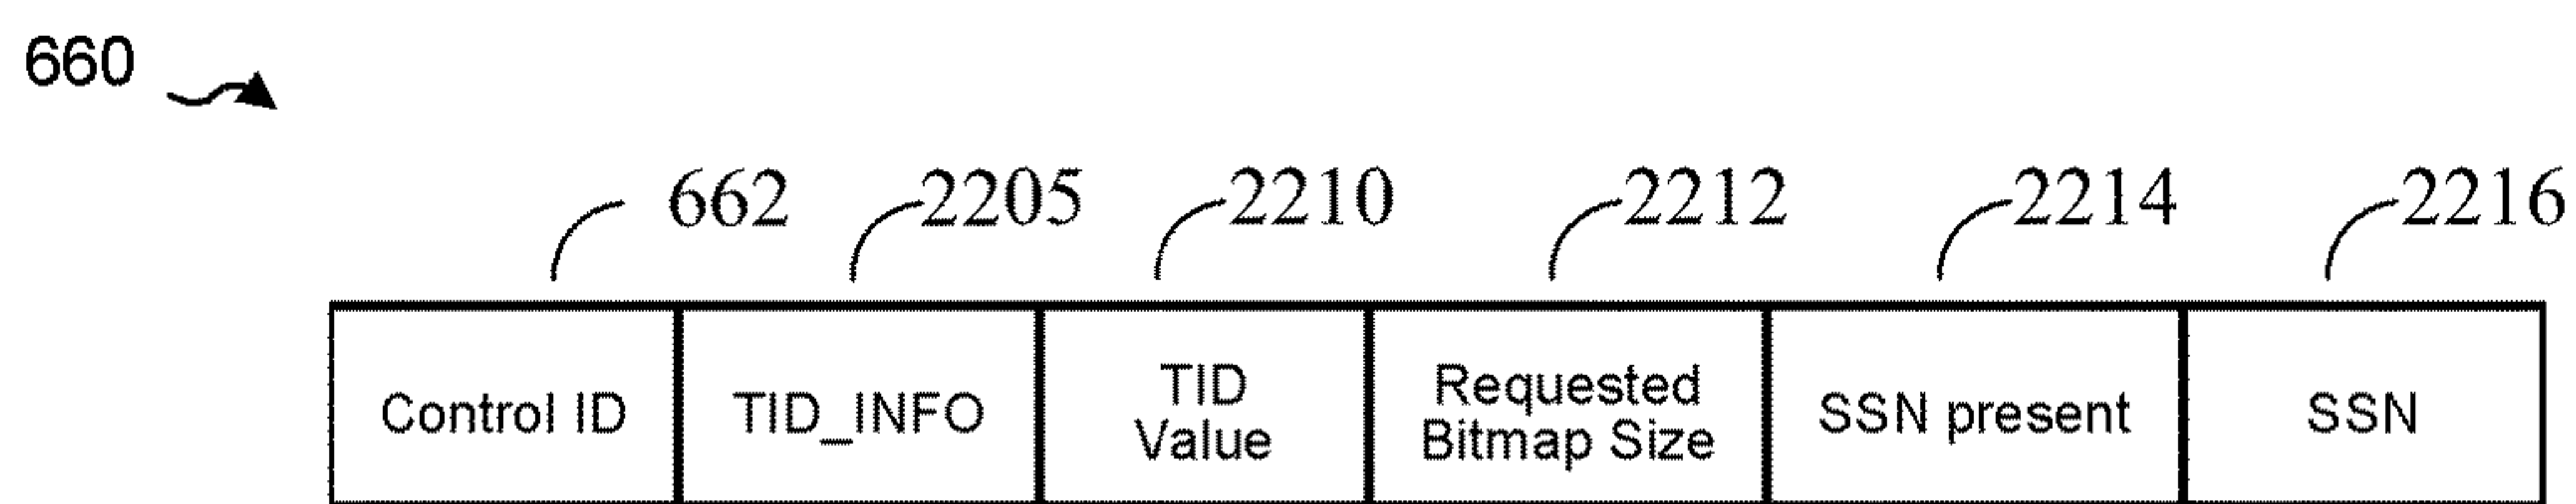 660
662 2205 2210 2212 2214 2216
Control ID TID_INFO TID Value Requested Bitmap Size SSN present SSN